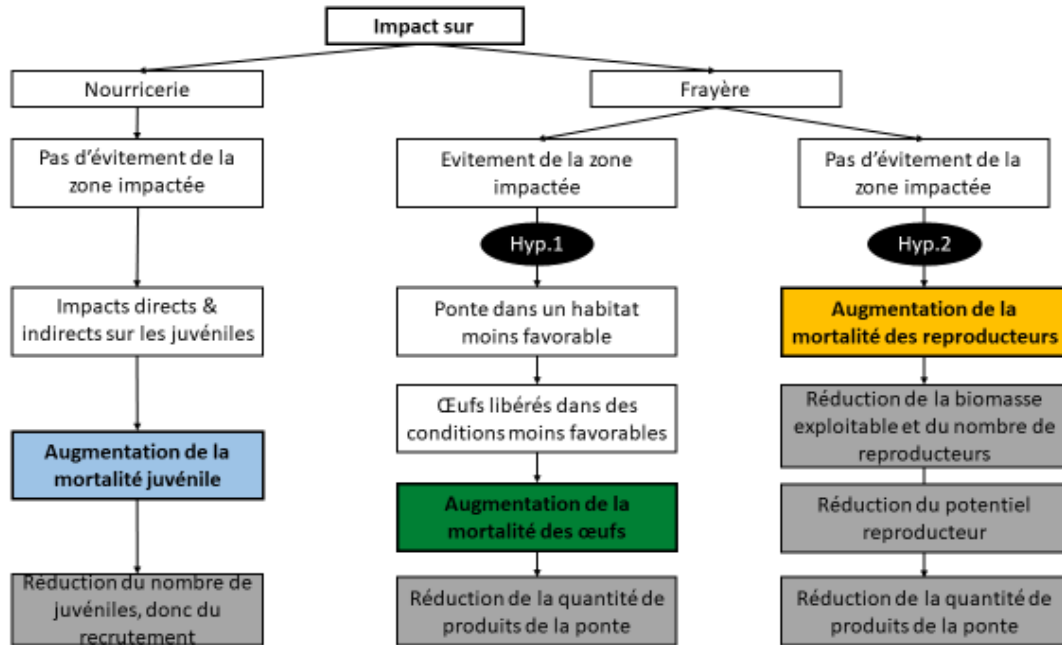 Impact sur
Nourricerie
Frayère
Pas d'évitement de la
zone impactée
Evitement de la zone
impactée
Pas d'évitement de la
zone impactée
Hyp.1
Hyp.2
Impacts directs &
indirects sur les juvéniles
Ponte dans un habitat
moins favorable
Augmentation de la
mortalité des reproducteurs
Œufs libérés dans des
conditions moins favorables
Réduction de la biomasse
exploitable et du nombre de
reproducteurs
Augmentation de la
mortalité juvénile
Augmentation de la
mortalité des œufs
Réduction du potentiel
reproducteur
Réduction du nombre de
juvéniles, donc du
recrutement
Réduction de la quantité de
produits de la ponte
Réduction de la quantité de
produits de la ponte